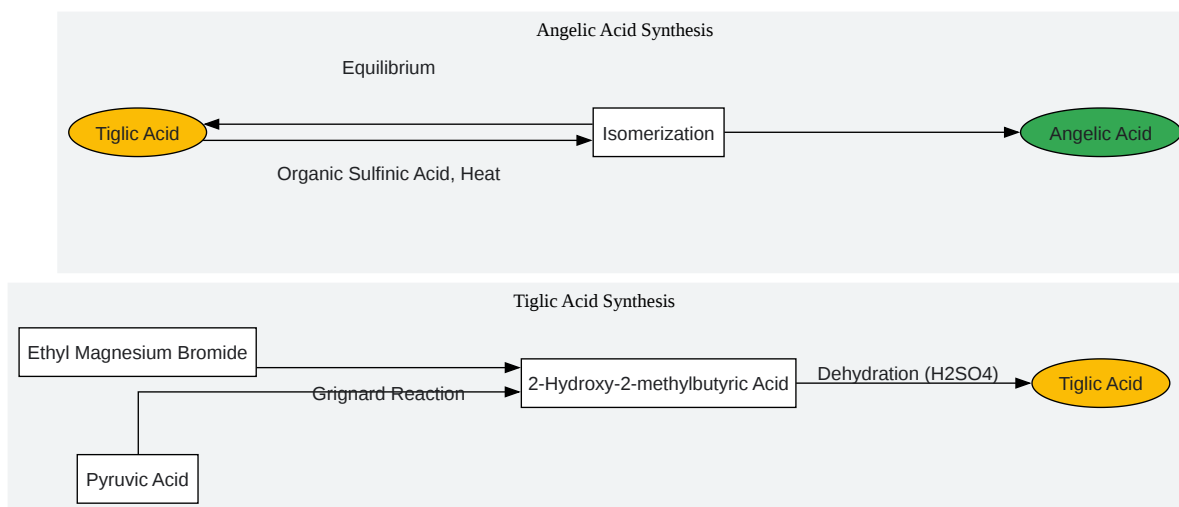 Angelic Acid Synthesis
Equilibrium
Tiglic Acid
Isomerization
Angelic Acid
Organic Sulfinic Acid, Heat
Tiglic Acid Synthesis
Ethyl Magnesium Bromide
Grignard Reaction
2-Hydroxy-2-methylbutyric Acid
Dehydration (H2SO4)
Tiglic Acid
Pyruvic Acid